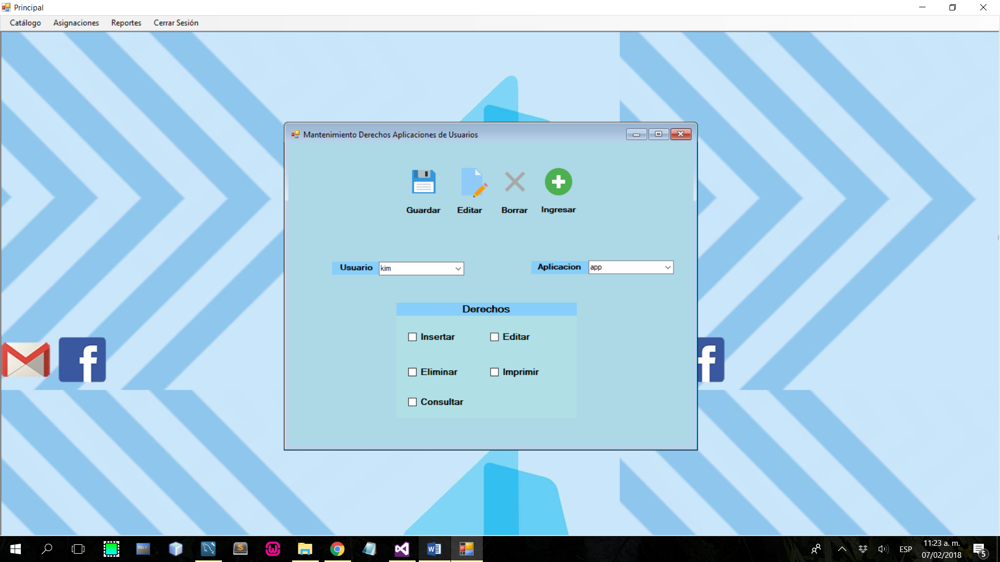 Principal
Catálogo Asignaciones Reportes Cerrar Sesión
Mantenimiento Derechos Aplicaciones de Usuarios
Guardar Editar Borrar Ingresar
Usuario kim Aplicacion app
Derechos
Insertar Editar
Eliminar Imprimir
Consultar
SQL>
ESP
11:23 a. m.
07/02/2018
5